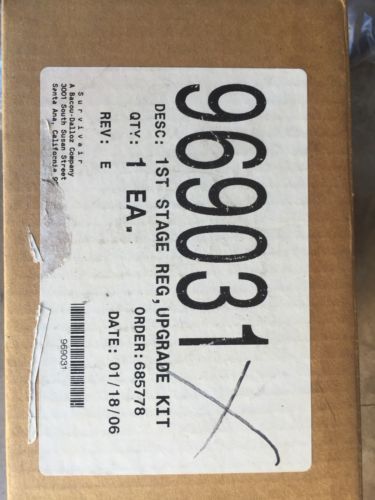 969031
DESC: 1ST STAGE REG,UPGRADE KIT
QTY: 1 EA. ORDER:685778
REV: E DATE: 01/18/06
Survivair
A Bacou-Dalloz Company
3001 South Susan Street
Santa Ana, California
969031